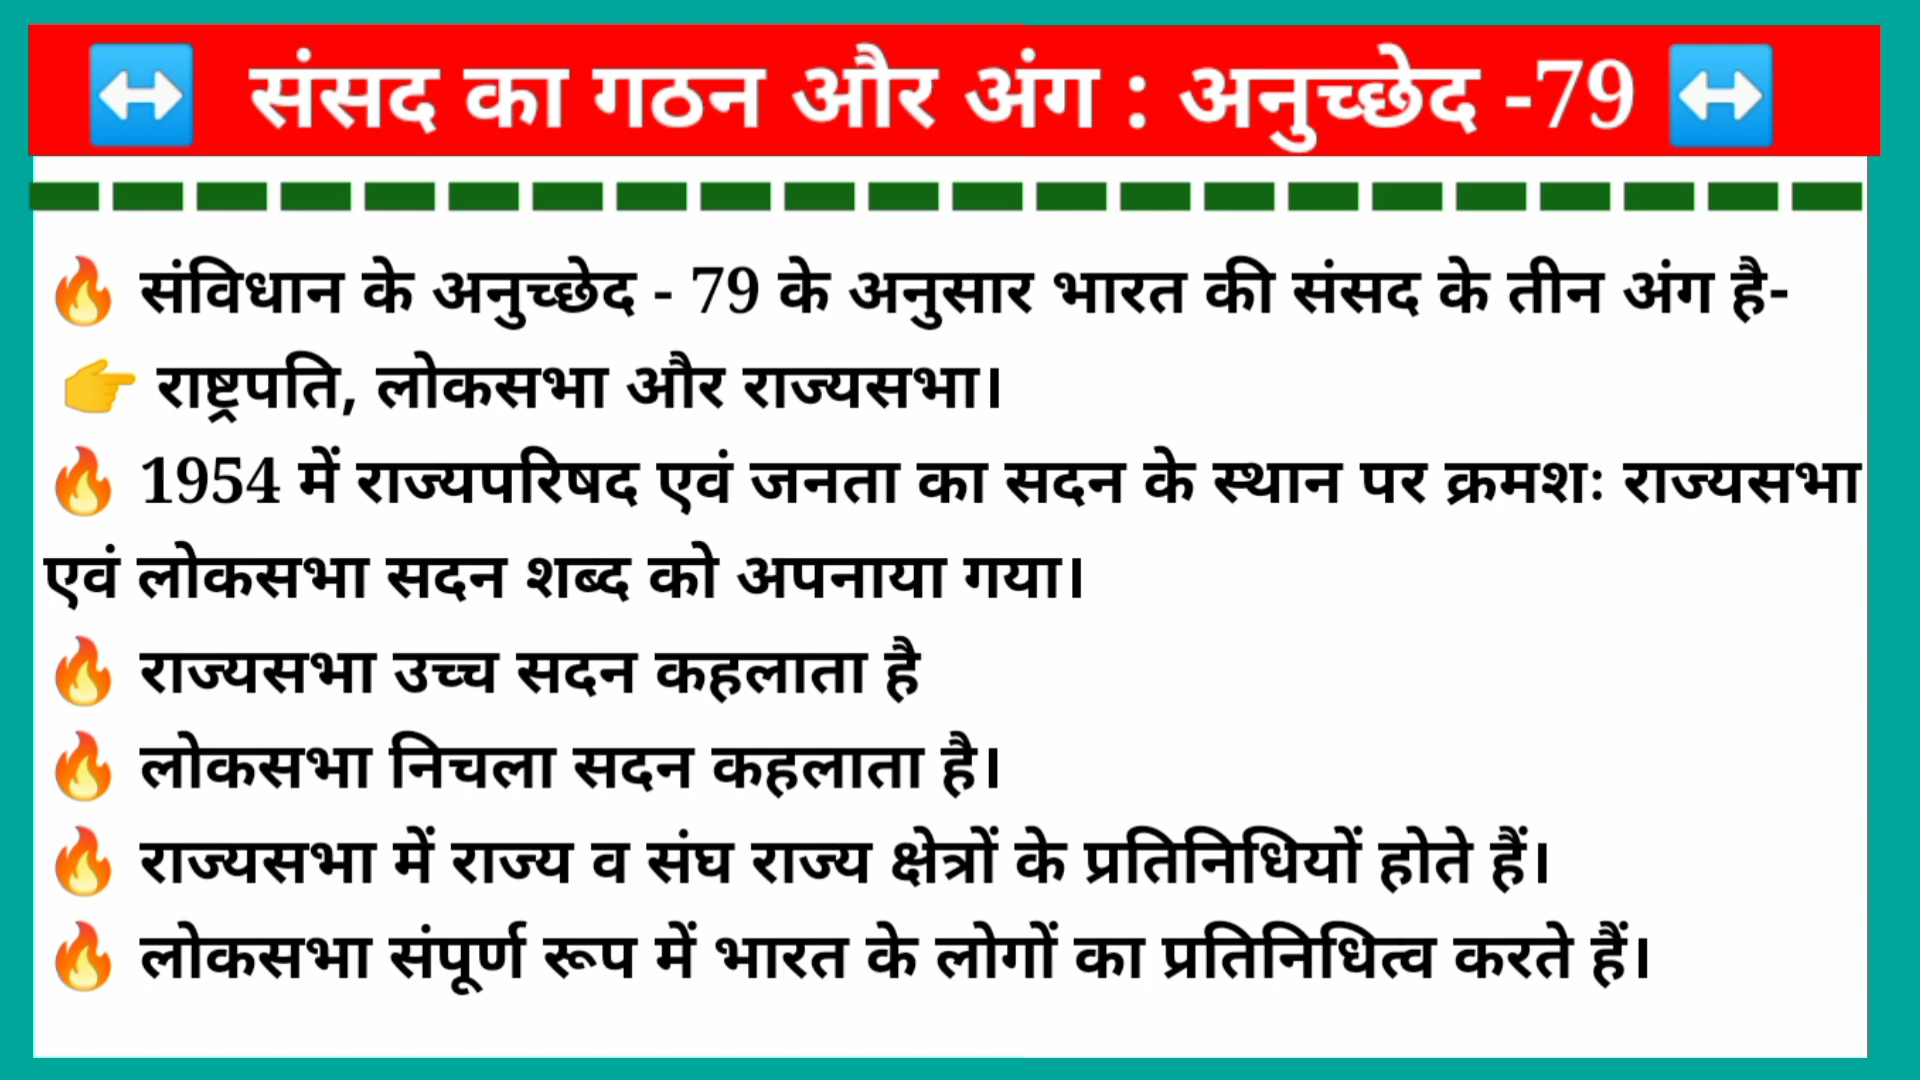 ↔️ संसद का गठन और अंग : अनुच्छेद -79 ↔️
🔥 संविधान के अनुच्छेद - 79 के अनुसार भारत की संसद के तीन अंग है-
👉 राष्ट्रपति, लोकसभा और राज्यसभा।
🔥 1954 में राज्यपरिषद एवं जनता का सदन के स्थान पर क्रमशः राज्यसभा
एवं लोकसभा सदन शब्द को अपनाया गया।
🔥 राज्यसभा उच्च सदन कहलाता है
🔥 लोकसभा निचला सदन कहलाता है।
🔥 राज्यसभा में राज्य व संघ राज्य क्षेत्रों के प्रतिनिधियों होते हैं।
🔥 लोकसभा संपूर्ण रूप में भारत के लोगों का प्रतिनिधित्व करते हैं।